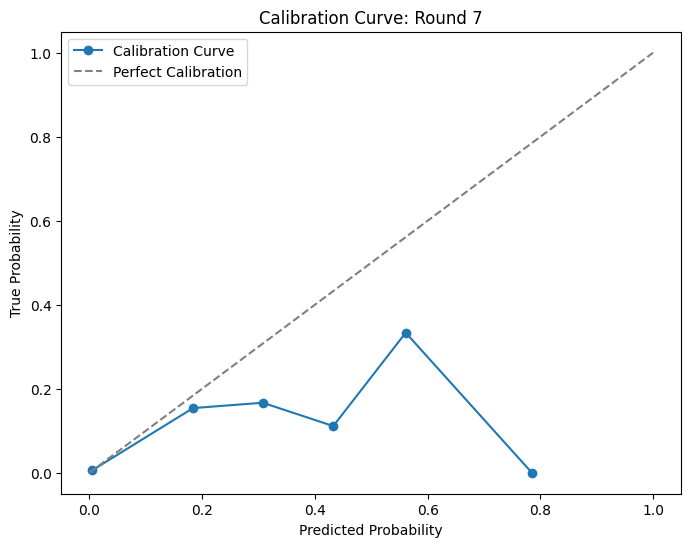 Calibration Curve: Round 7
Calibration Curve
Perfect Calibration
1.0
0.8
0.6
0.4
0.2
0.0
True Probability
0.0 0.2 0.4 0.6 0.8 1.0
Predicted Probability